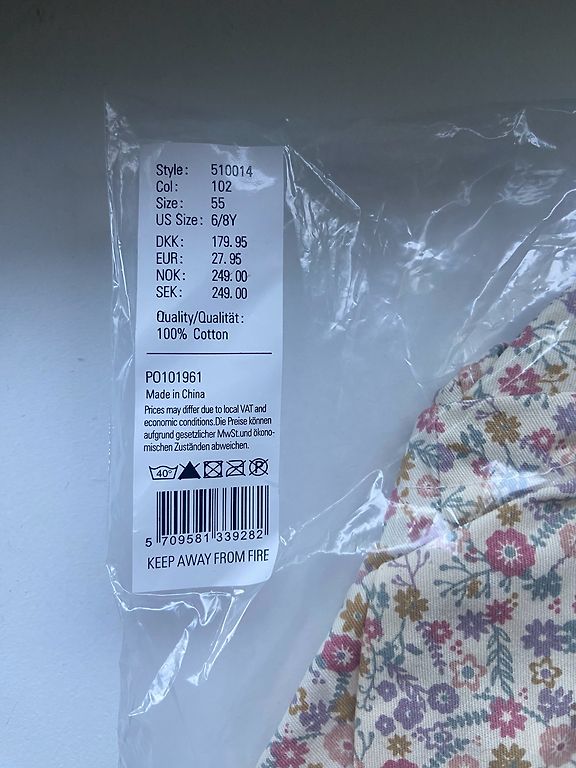 Style: 510014
Col: 102
Size: 55
US Size: 6/8Y
DKK: 179.95
EUR: 27.95
NOK: 249.00
SEK: 249.00
Quality/Qualität:
100% Cotton
PO101961
Made in China
Prices may differ due to local VAT and
economic conditions.Die Preise können
aufgrund gesetzlicher MwSt.und ökono-
mischen Zuständen abweichen.
40° P
5 709581 339282
KEEP AWAY FROM FIRE